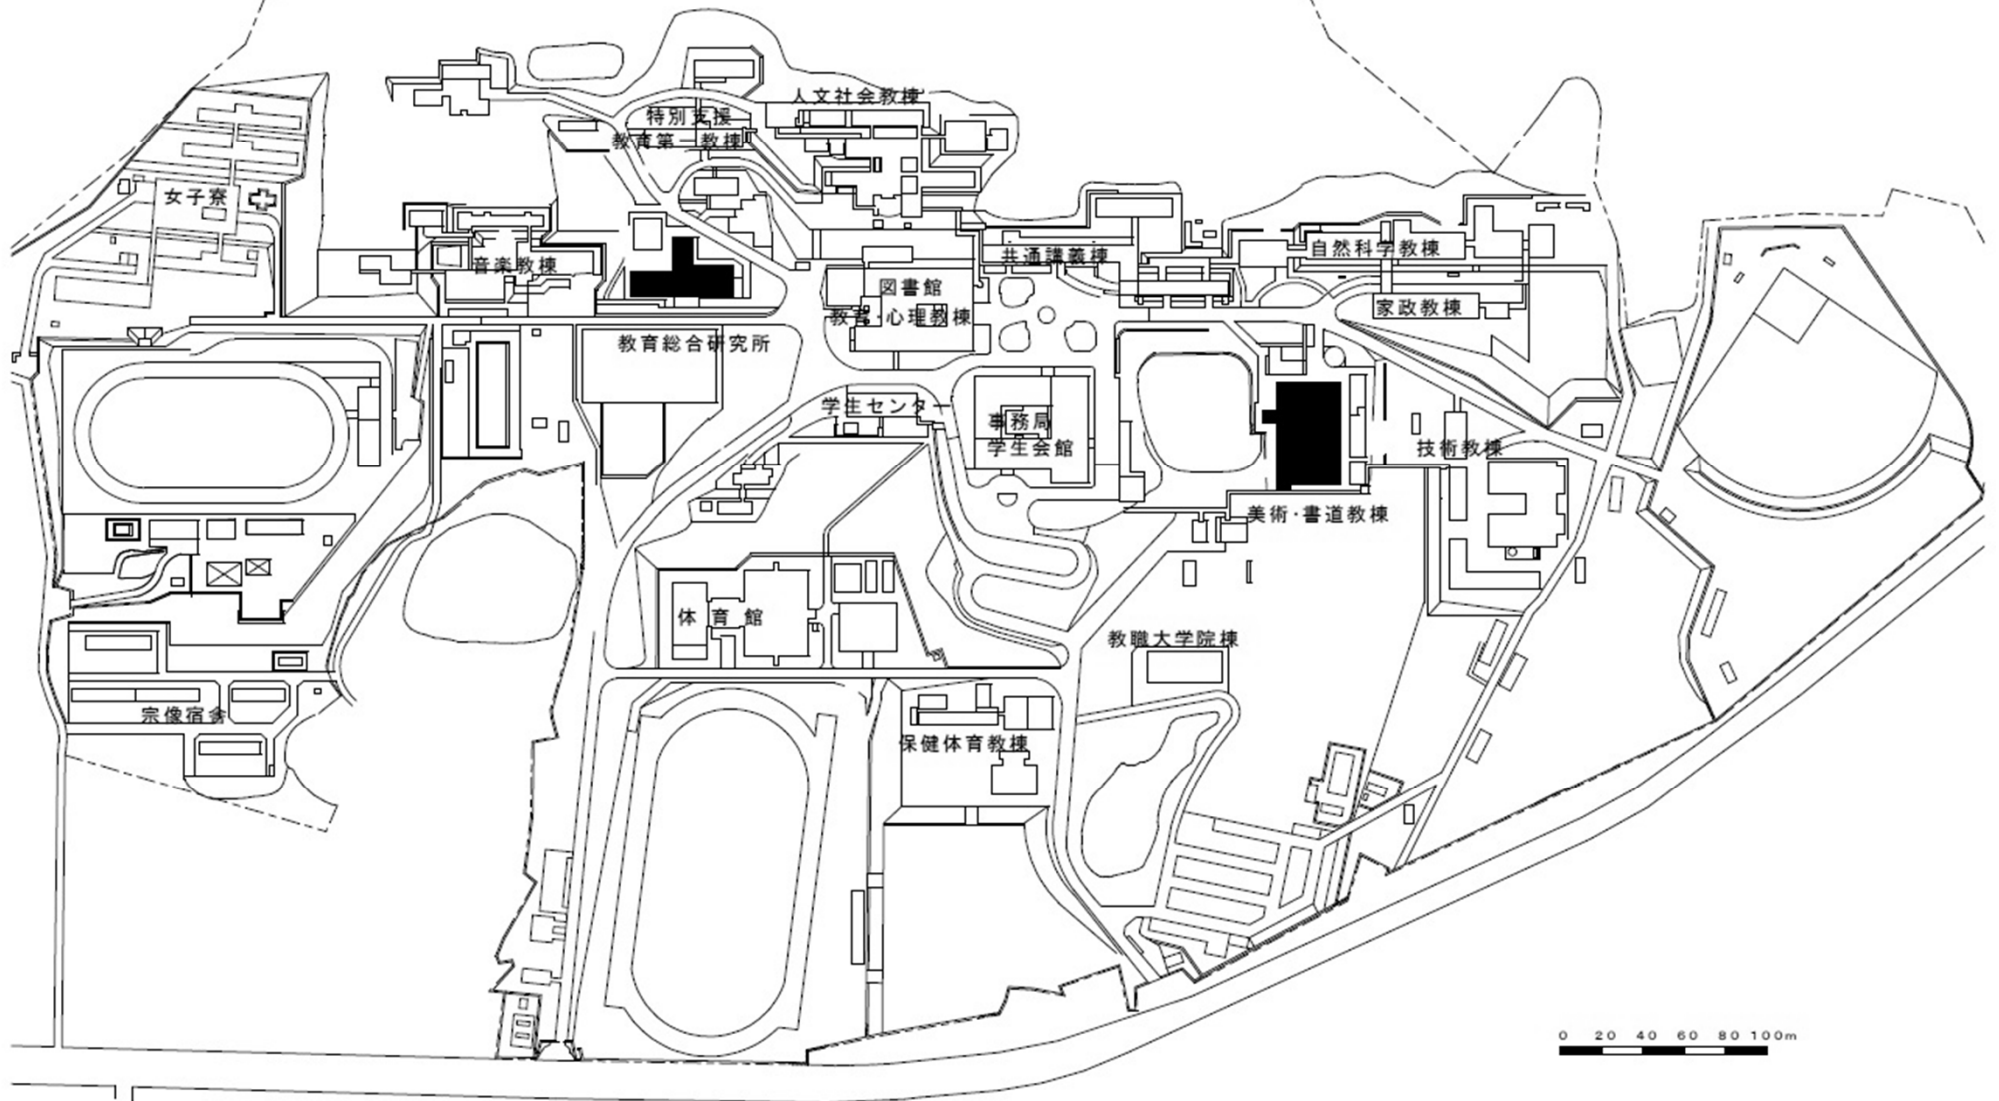 人文社会教棟
特別支援
教育第一教棟
女子寮
音楽教棟
共通講義棟
自然科学教棟
図書館
教育・心理教棟
家政教棟
教育総合研究所
学生センター
事務局
学生会館
技術教棟
美術・書道教棟
体育館
教職大学院棟
宗像宿舎
保健体育教棟
0 20 40 60 80 100m